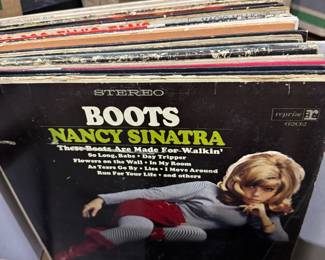 STEREO
BOOTS
reprise
NANCY SINATRA
These Boots Are Made For Walkin'
So Long, Babe • Day Tripper
Flowers on the Wall • In My Room
As Tears Go By • Lies • I Move Around
Run For Your Life • and others